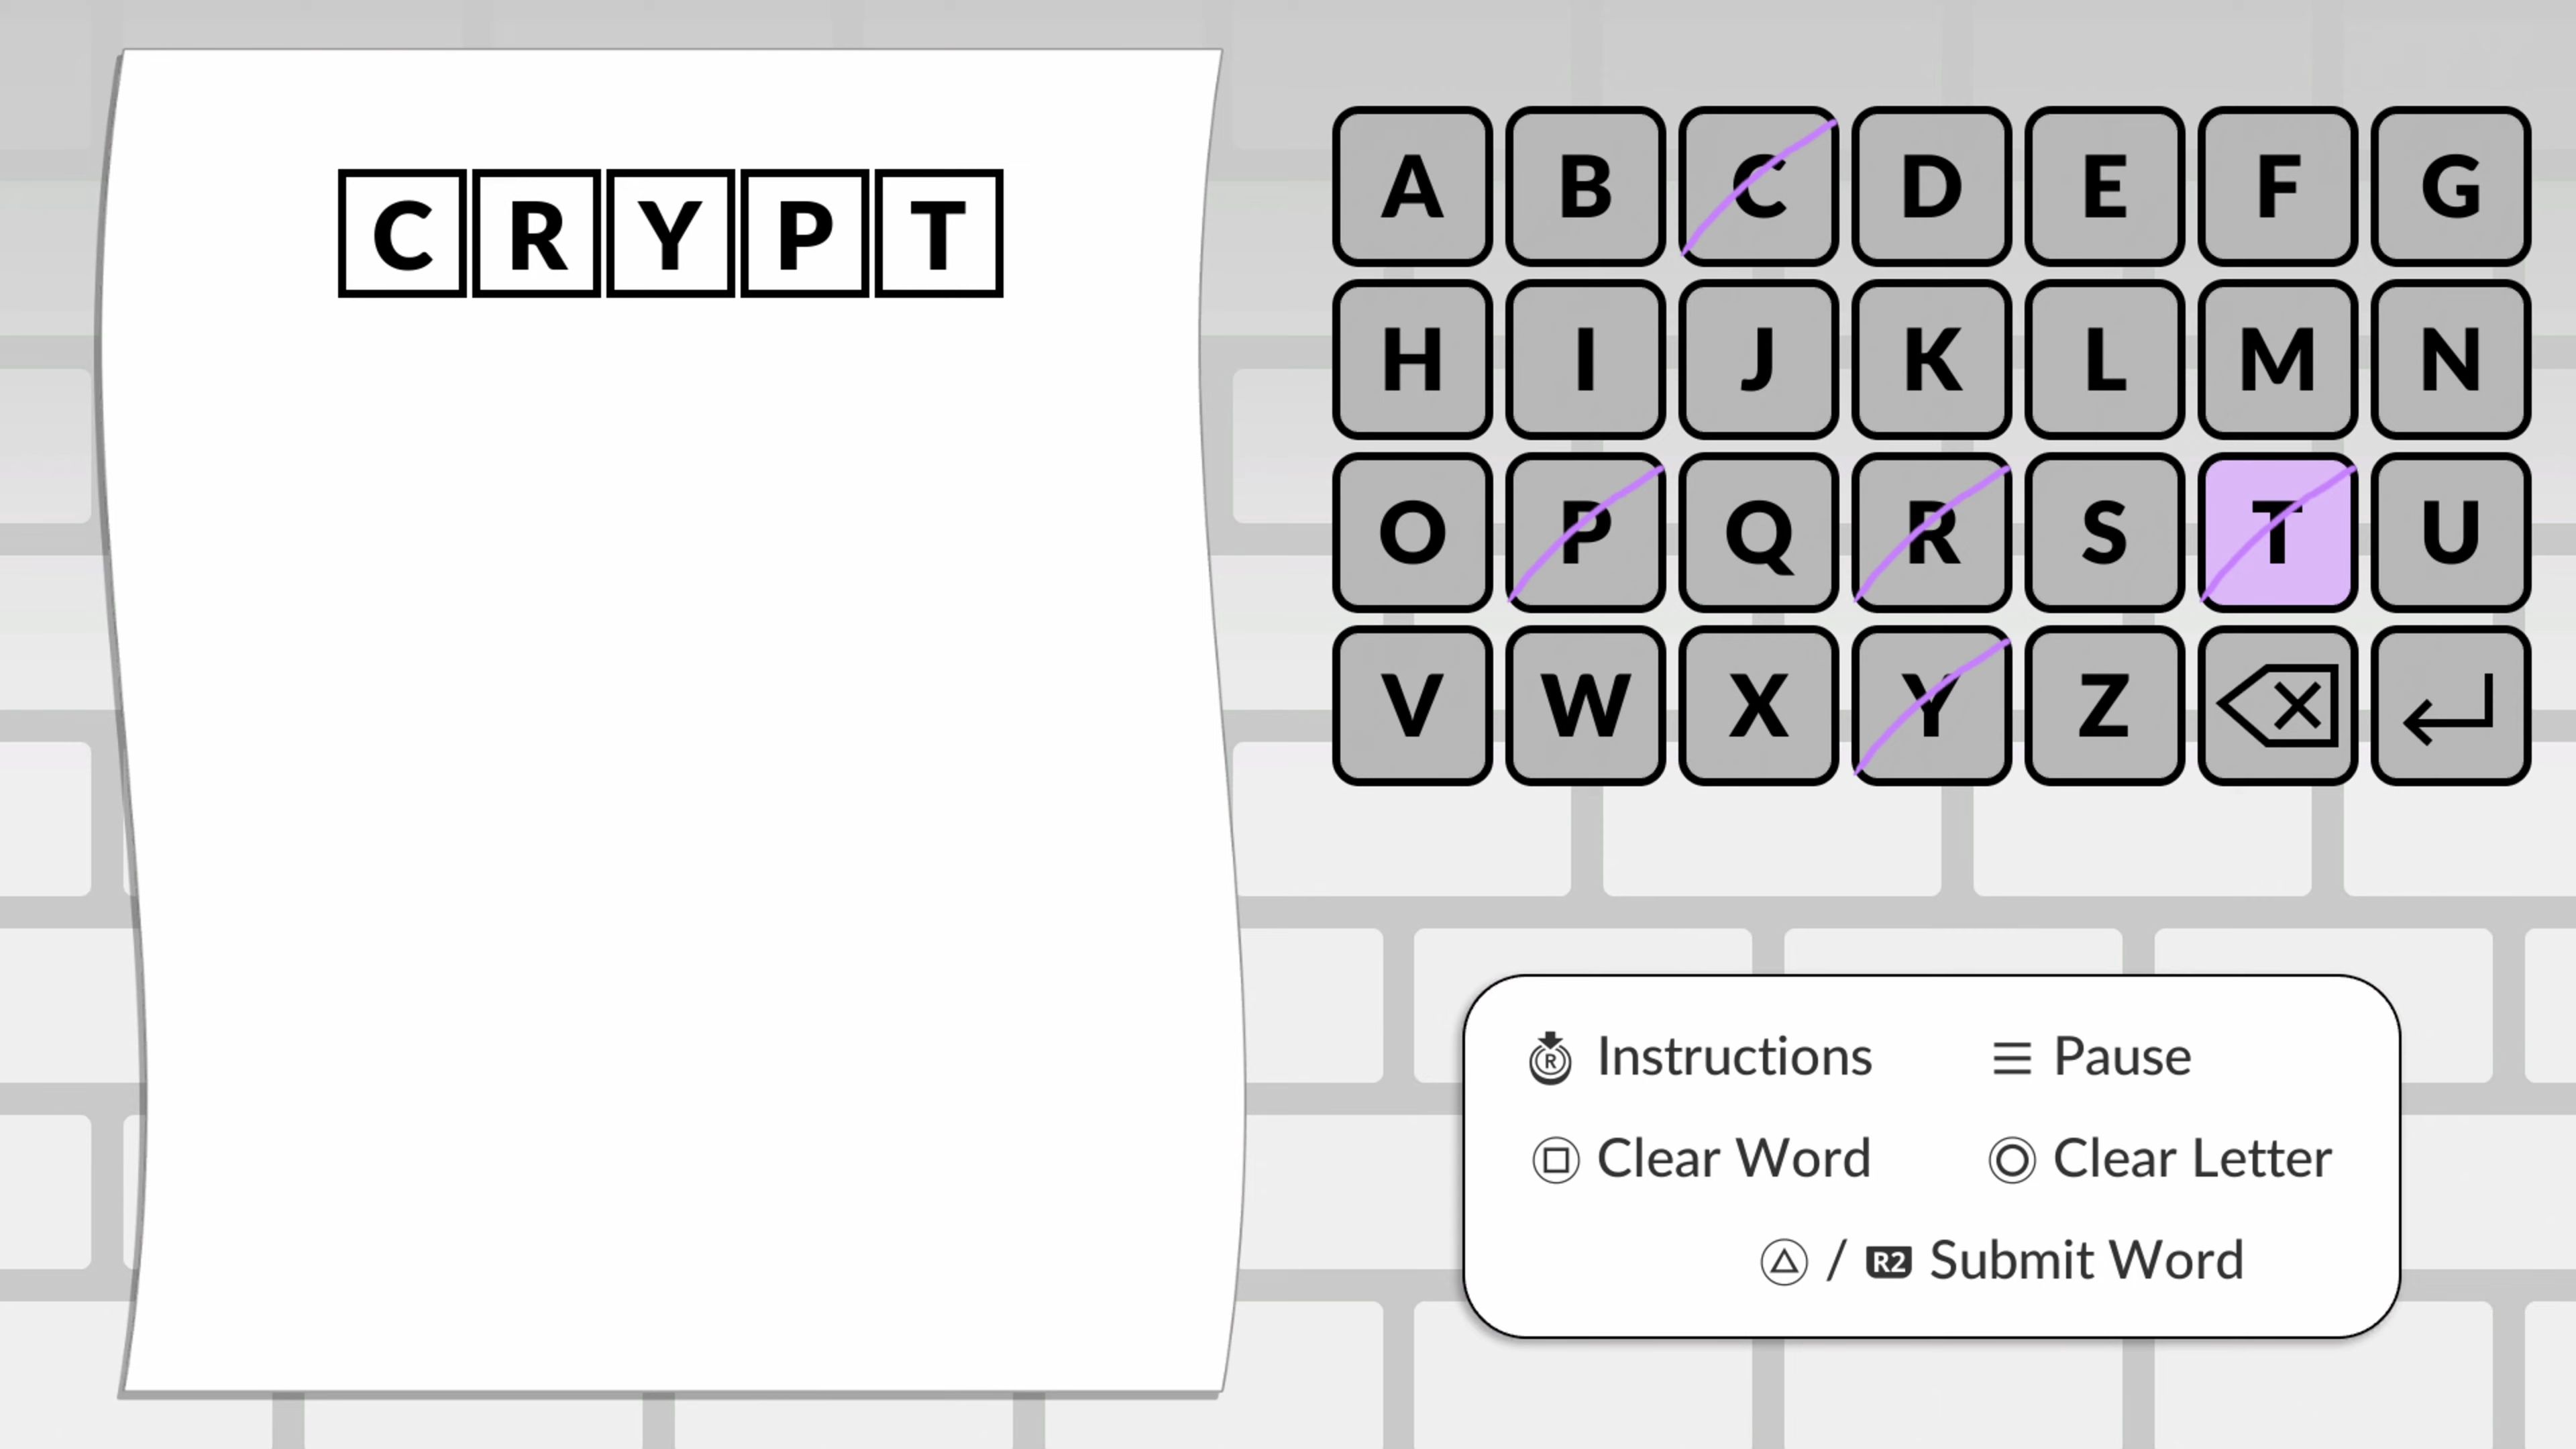 CRYPT
A B C D E F G
H I J K L M N
O P Q R S T U
V W X Y Z
R Instructions
Pause
Clear Word
Clear Letter
/ R2 Submit Word